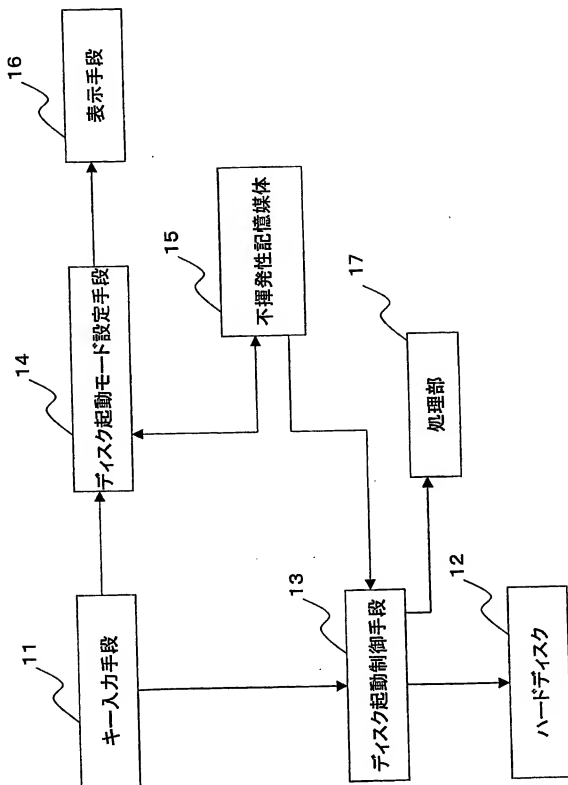 11
キー入力手段
14
ディスク起動モード設定手段
16
表示手段
15
不揮発性記憶媒体
13
ディスク起動制御手段
17
処理部
12
ハードディスク